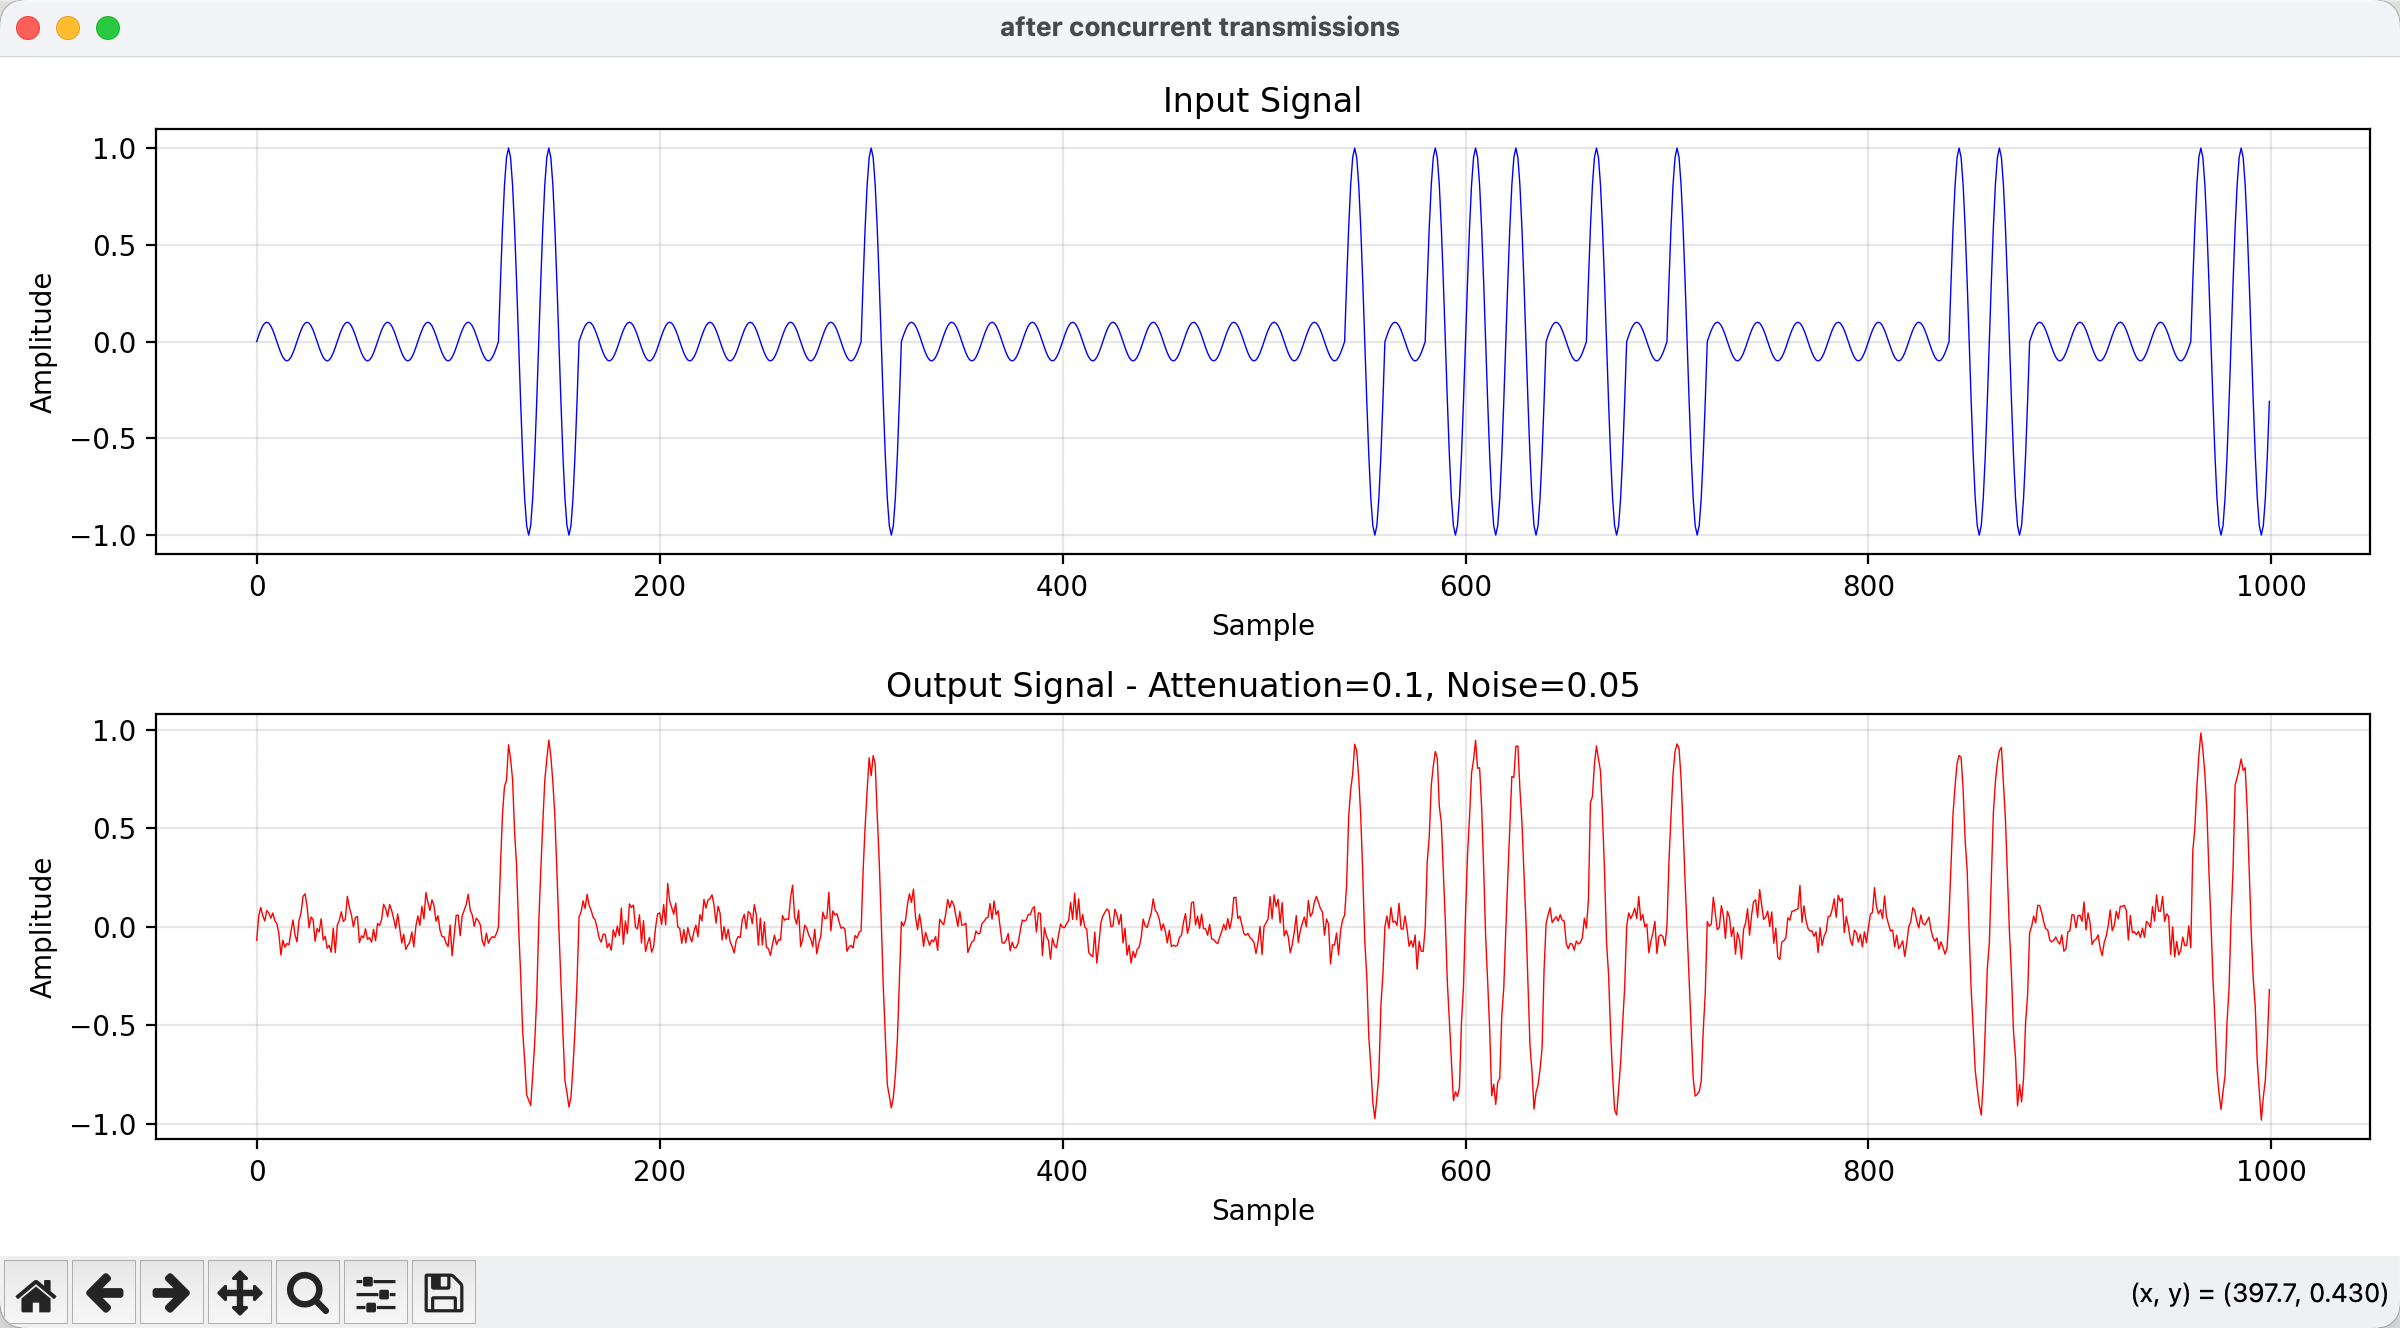 after concurrent transmissions
Input Signal
1.0
0.5
0.0
−0.5
−1.0
Amplitude
0 200 400 600 800 1000
Sample
Output Signal - Attenuation=0.1, Noise=0.05
1.0
0.5
0.0
−0.5
−1.0
Amplitude
0 200 400 600 800 1000
Sample
(x, y) = (397.7, 0.430)